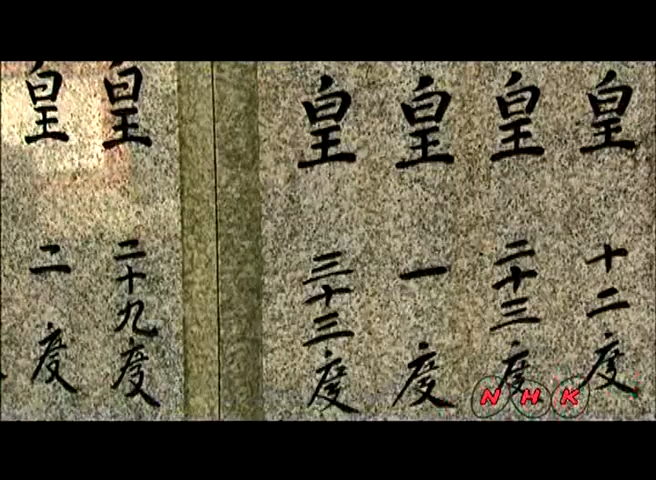 皇 十二度
皇 二十三度
皇 一度
皇 三十三度
皇 二十九度
皇 二度
NHK